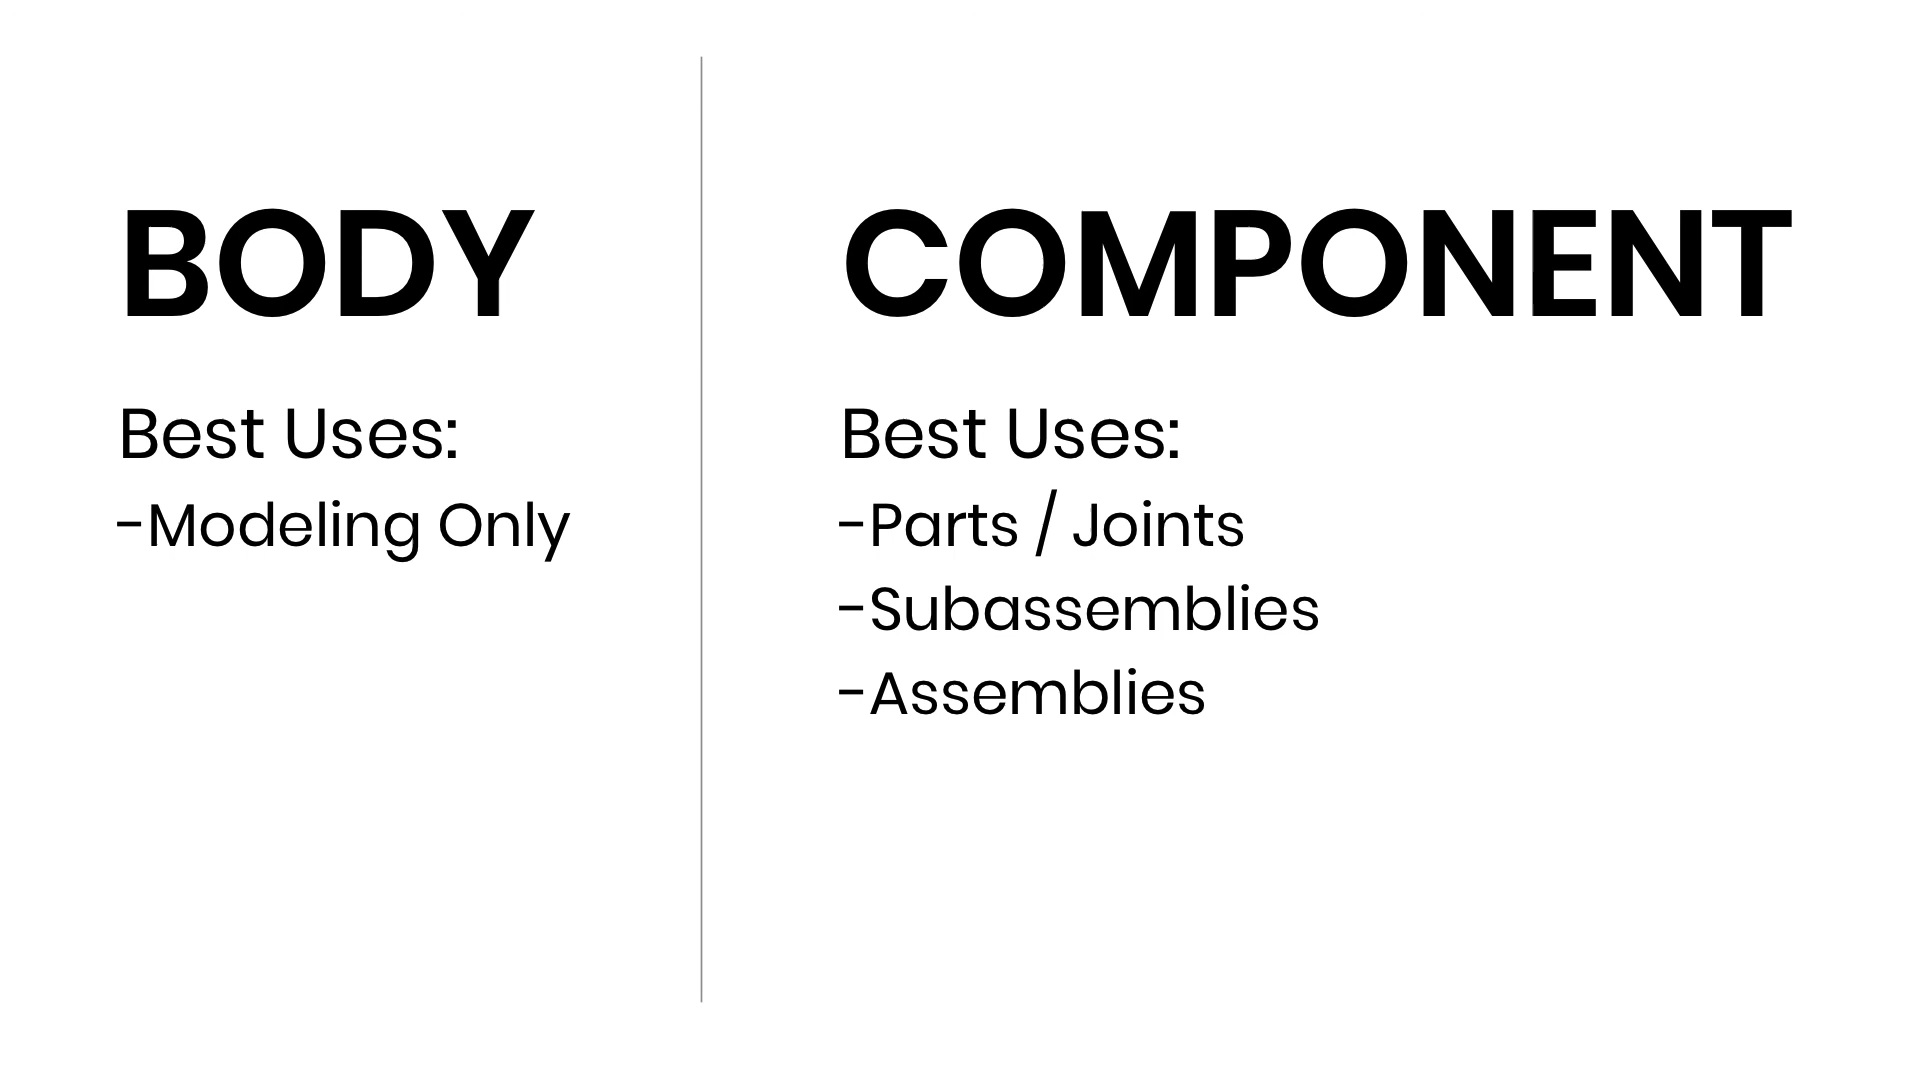 BODY
Best Uses:
-Modeling Only
COMPONENT
Best Uses:
-Parts / Joints
-Subassemblies
-Assemblies